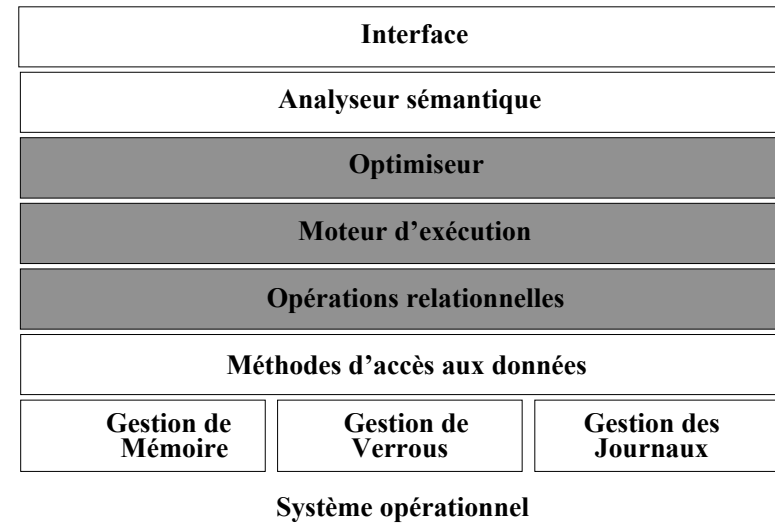 Interface
Analyseur sémantique
Optimiseur
Moteur d’exécution
Opérations relationnelles
Méthodes d’accès aux données
Gestion de
Mémoire
Gestion de
Verrous
Gestion des
Journaux
Système opérationnel